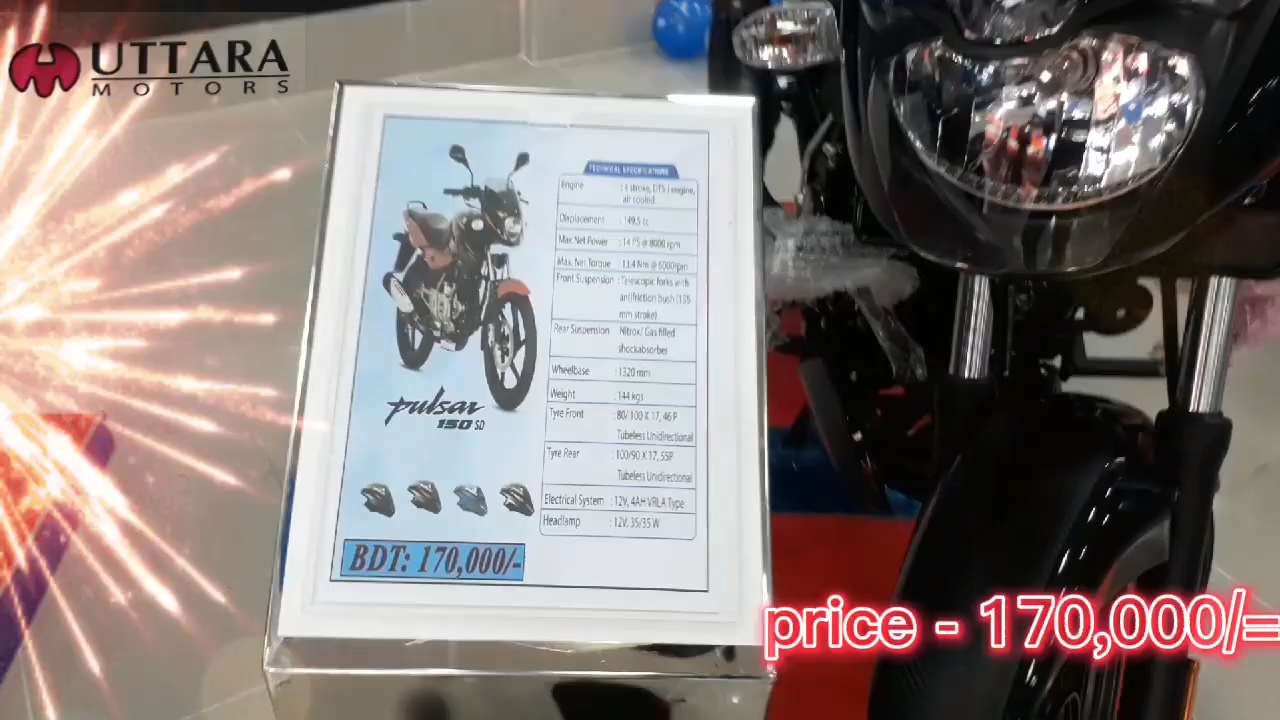 UTTARA
MOTORS
TECHNICAL SPECIFICATIONS
Engine : 4 stroke, DTS-i engine,
air cooled
Displacement : 149.5 cc
Max. Net Power : 14 PS @ 8000 rpm
Max. Net Torque : 13.4 Nm @ 6000rpm
Front Suspension : Telescopic forks with
antifriction bush (135
mm stroke)
Rear Suspension Nitrox/ Gas filled
shockabsorber
Wheelbase : 1320 mm
Weight : 144 kgs
Tyre Front : 80/ 100 X 17, 46 P
Tubeless Unidirectional
Tyre Rear : 100/90 X 17, 55P
Tubeless Unidirectional
Electrical System : 12V, 4AH VRLA Type
Headlamp : 12V, 35/35 W
pulsar
150 SD
BDT: 170,000/-
price - 170,000/=